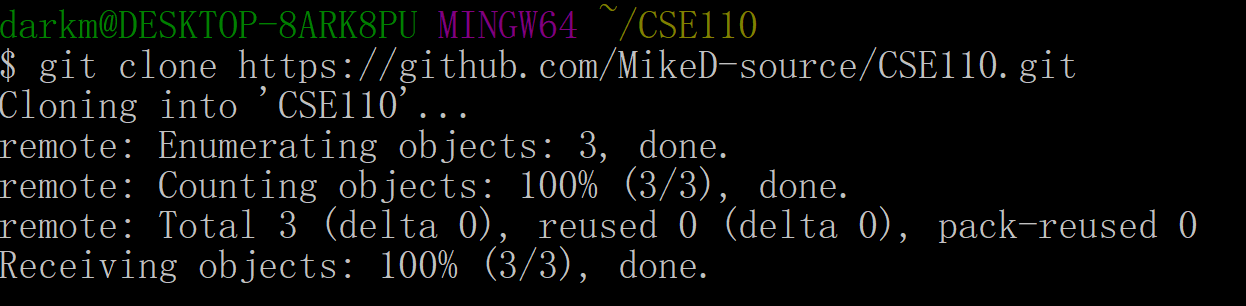 darkm@DESKTOP-8ARK8PU MINGW64 ~/CSE110
$ git clone https://github.com/MikeD-source/CSE110.git
Cloning into 'CSE110'...
remote: Enumerating objects: 3, done.
remote: Counting objects: 100% (3/3), done.
remote: Total 3 (delta 0), reused 0 (delta 0), pack-reused 0
Receiving objects: 100% (3/3), done.